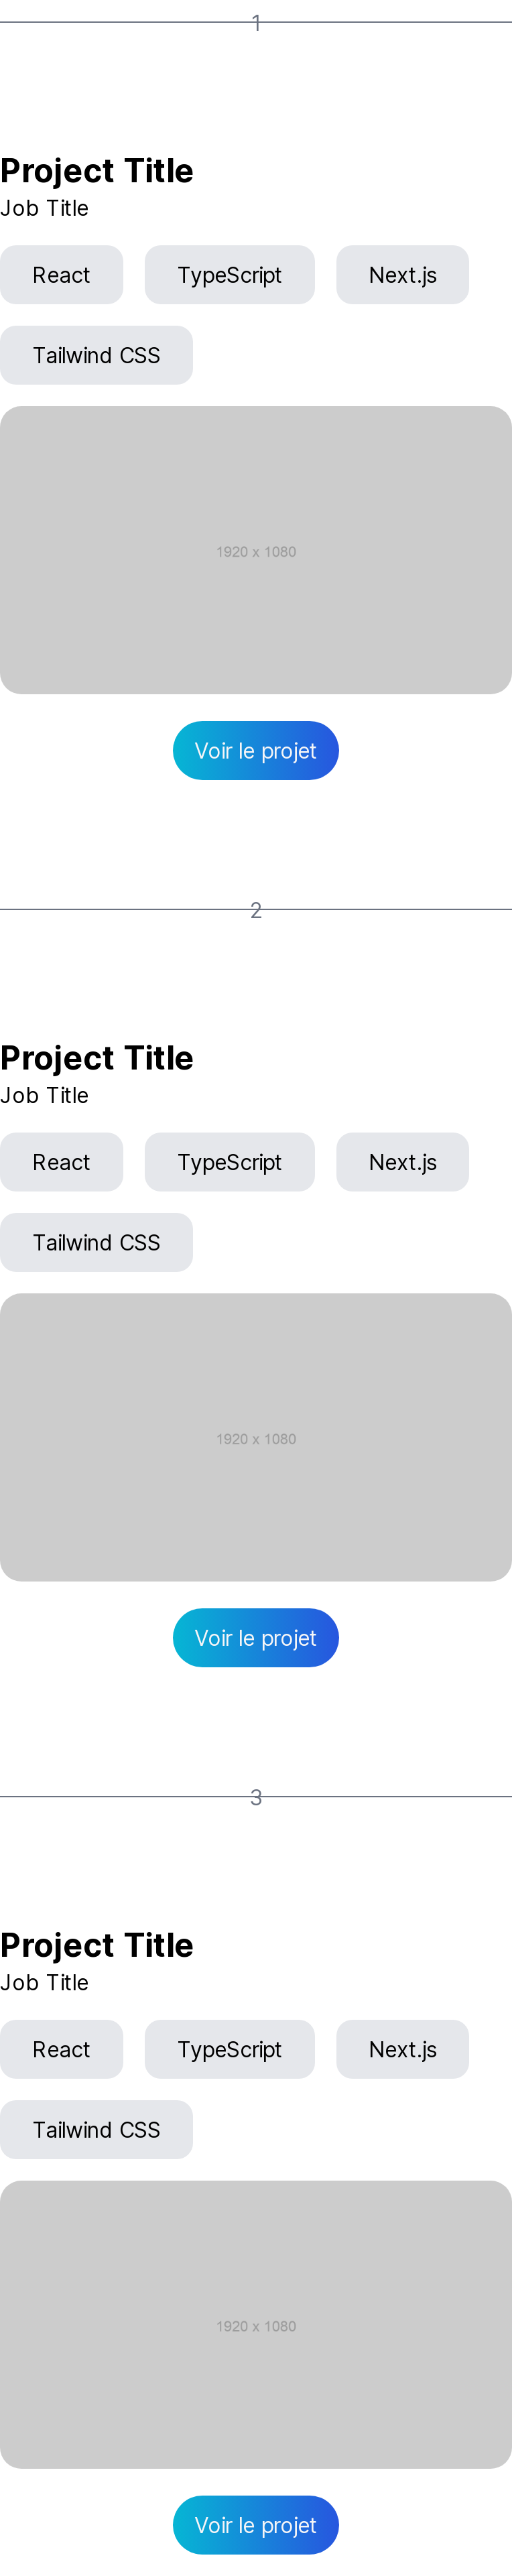 1
Project Title
Job Title
React TypeScript Next.js
Tailwind CSS
1920 x 1080
Voir le projet
2
Project Title
Job Title
React TypeScript Next.js
Tailwind CSS
1920 x 1080
Voir le projet
3
Project Title
Job Title
React TypeScript Next.js
Tailwind CSS
1920 x 1080
Voir le projet